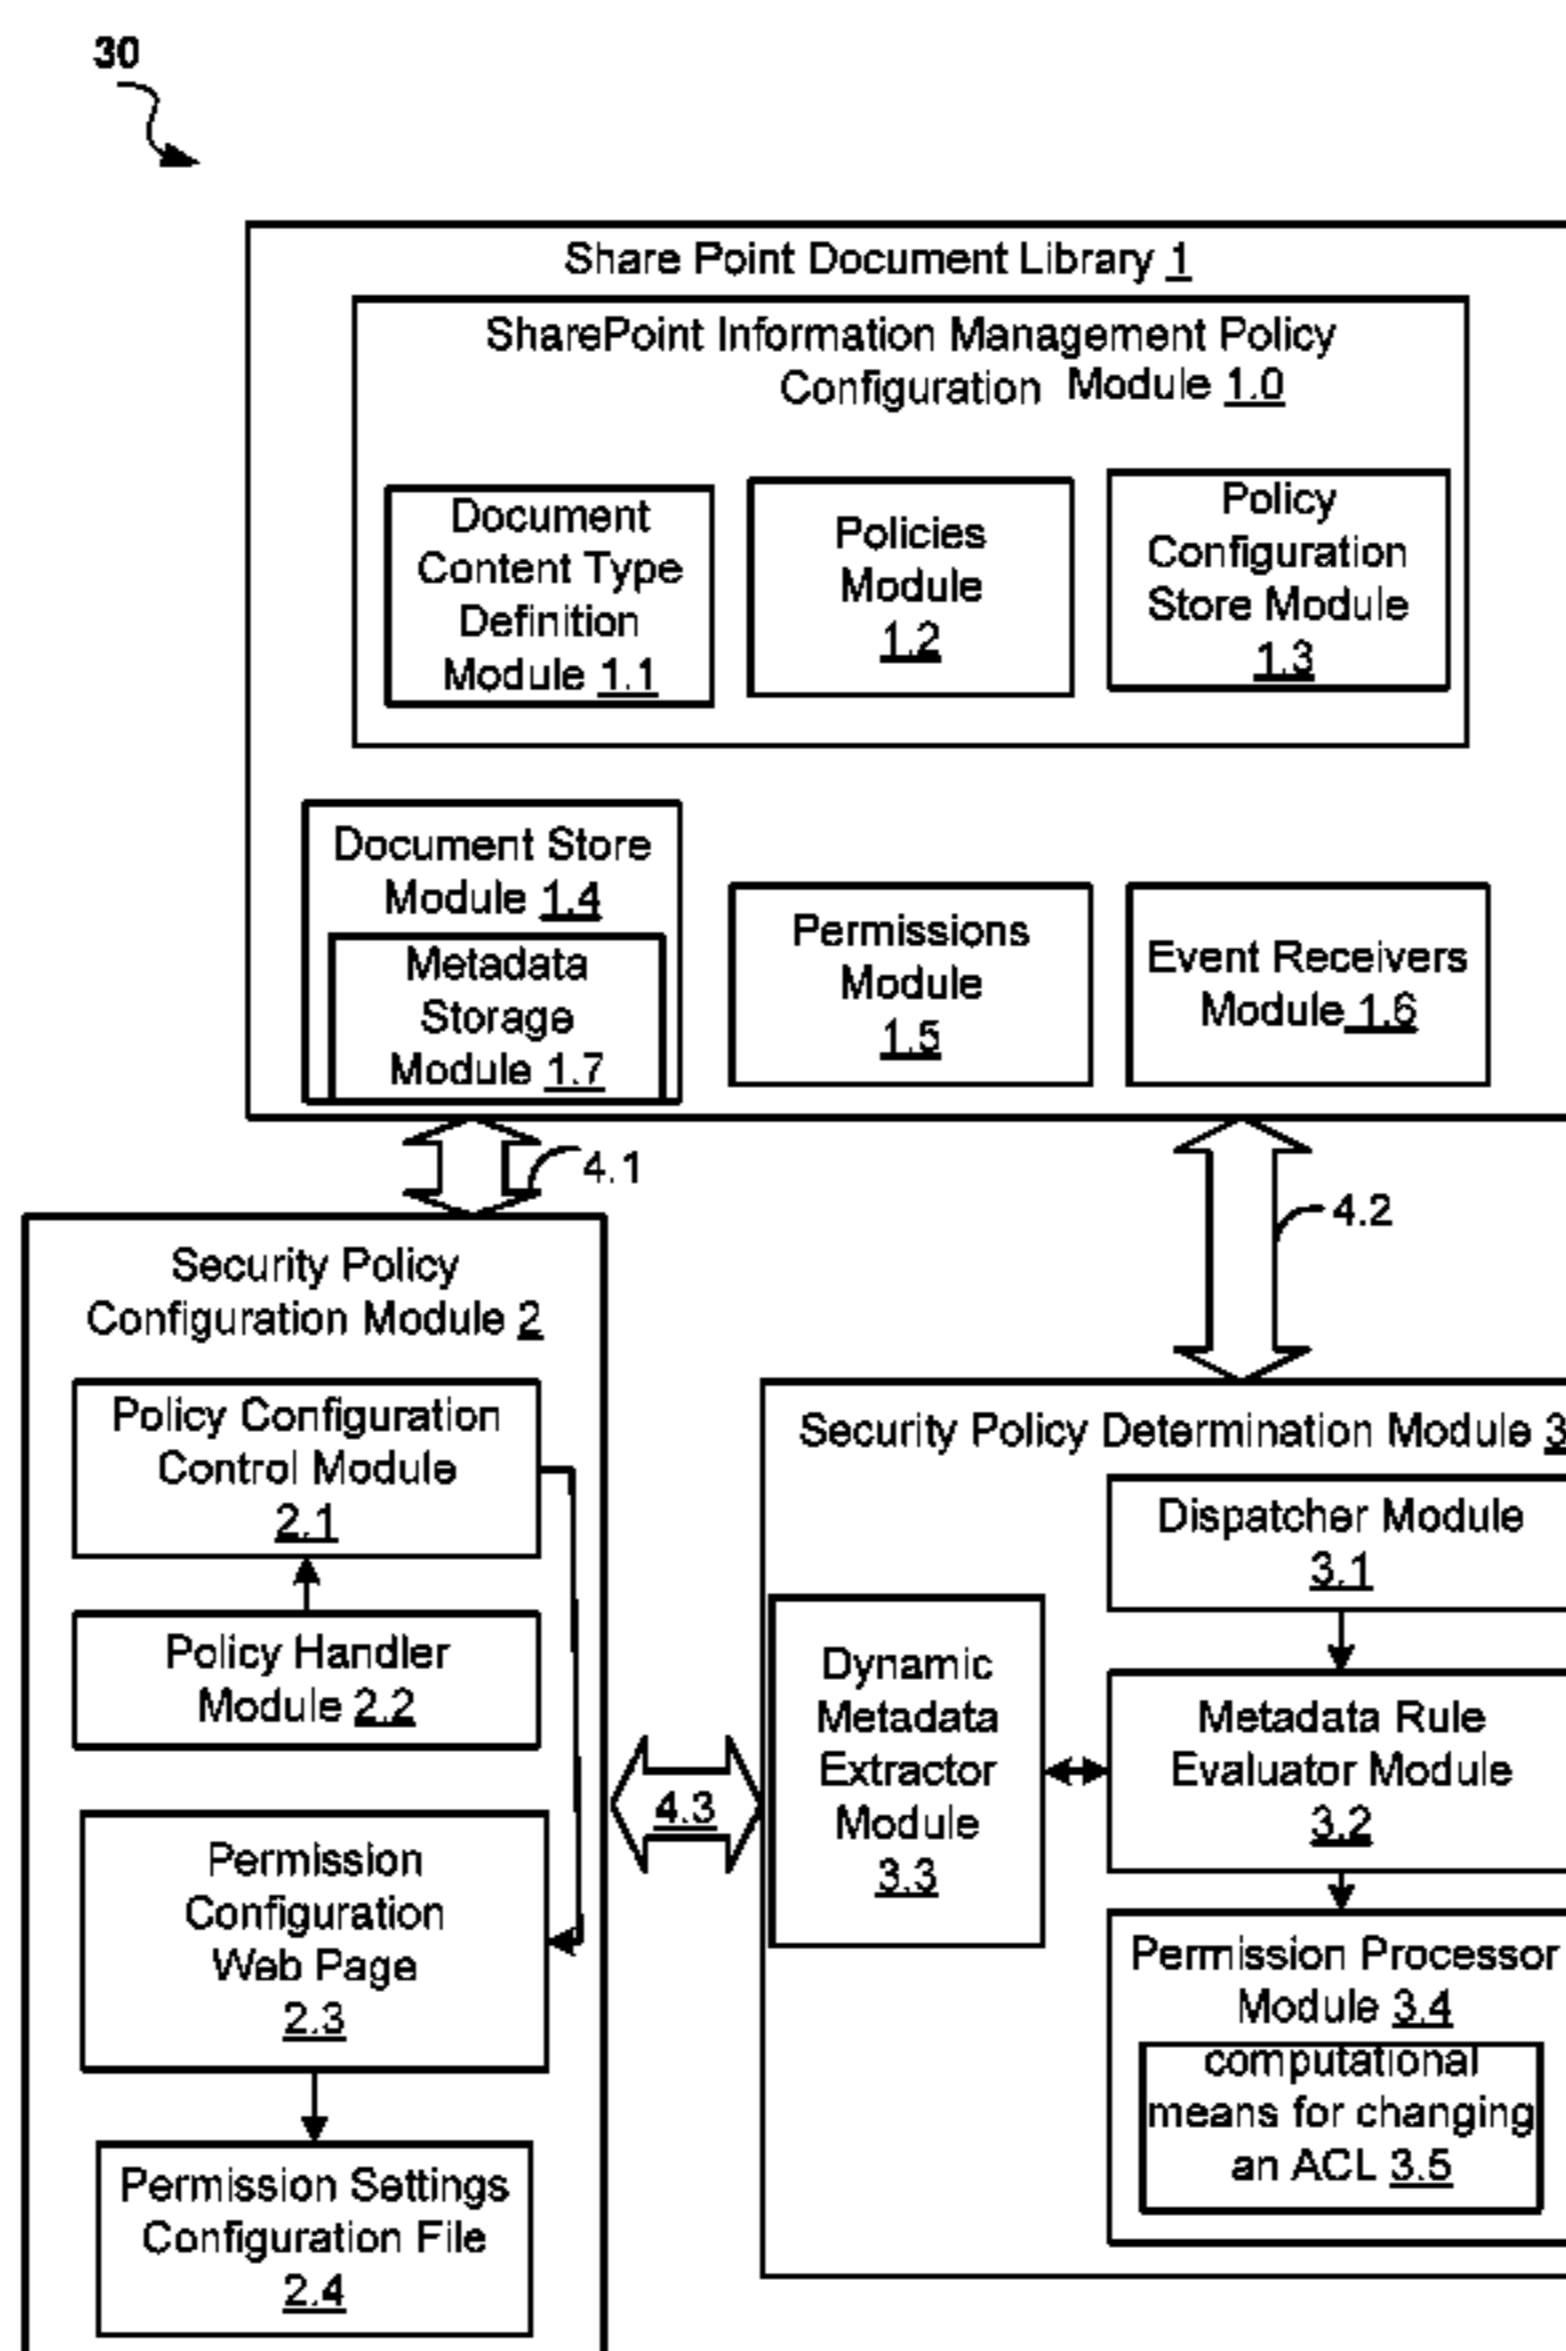 30
Share Point Document Library 1
SharePoint Information Management Policy
Configuration Module 1.0
Document
Content Type
Definition
Module 1.1
Policies
Module
1.2
Policy
Configuration
Store Module
1.3
Document Store
Module 1.4
Metadata
Storage
Module 1.7
Permissions
Module
1.5
Event Receivers
Module 1.6
4.1
4.2
Security Policy
Configuration Module 2
Policy Configuration
Control Module
2.1
Policy Handler
Module 2.2
Permission
Configuration
Web Page
2.3
Permission Settings
Configuration File
2.4
4.3
Security Policy Determination Module 3
Dispatcher Module
3.1
Dynamic
Metadata
Extractor
Module
3.3
Metadata Rule
Evaluator Module
3.2
Permission Processor
Module 3.4
computational
means for changing
an ACL 3.5